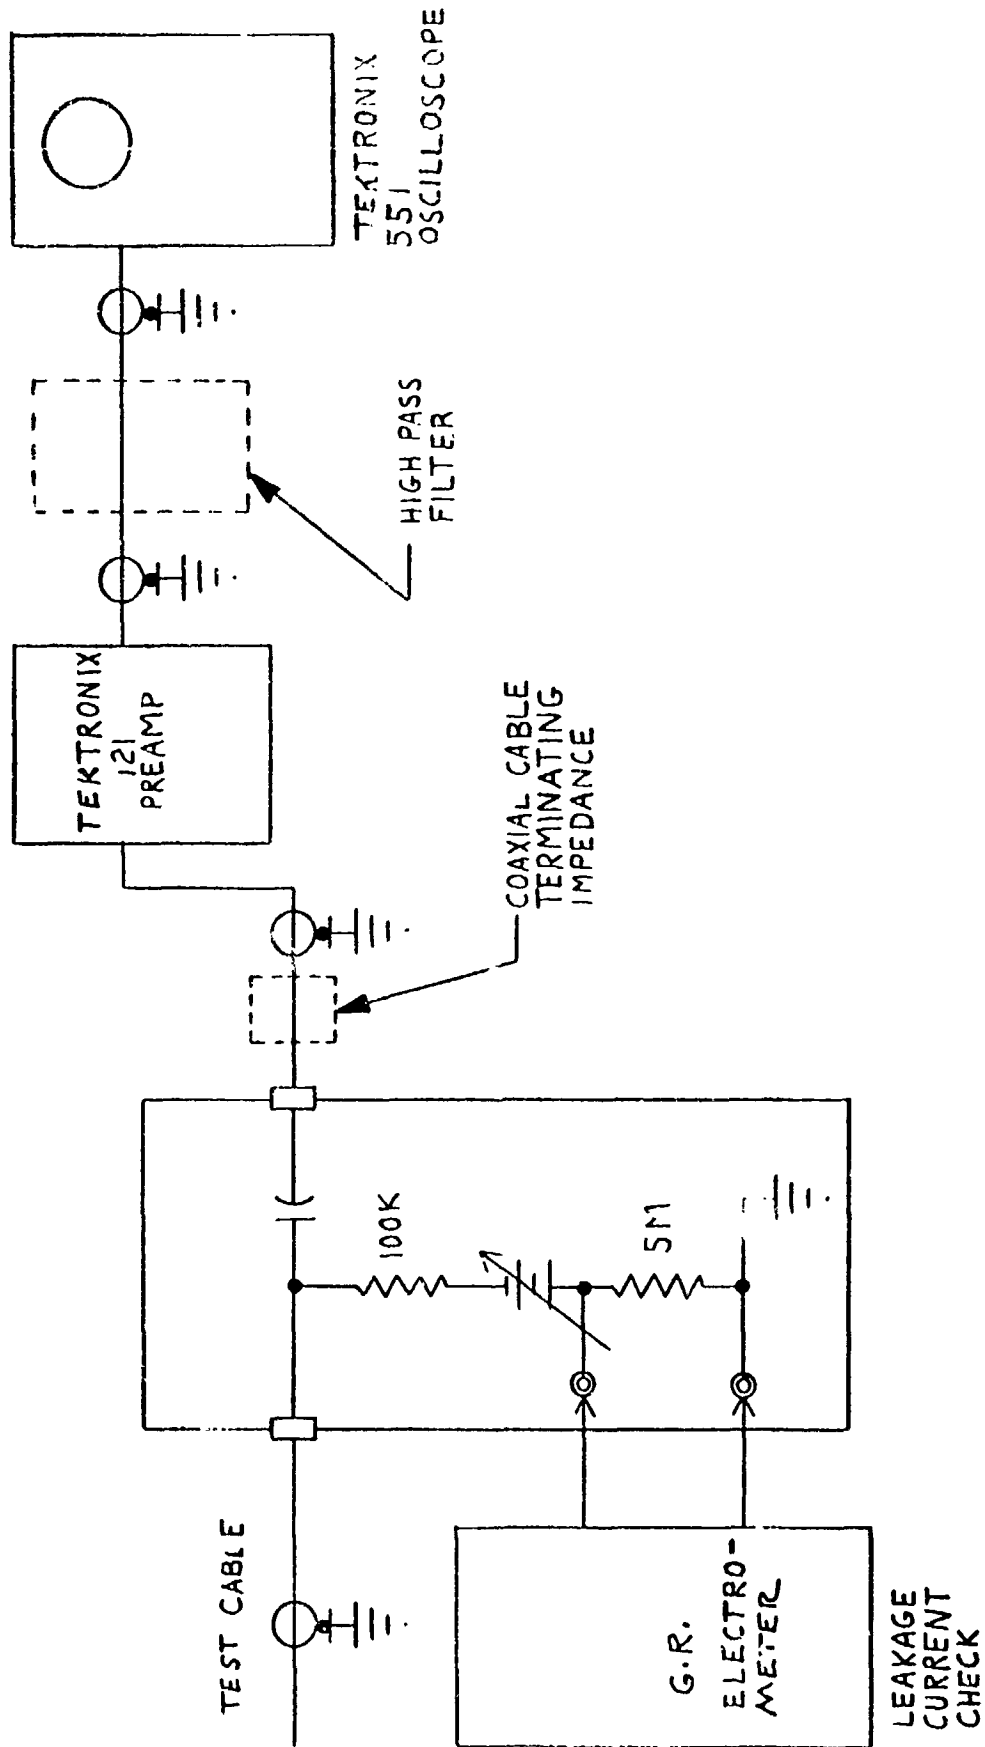 TEST CABLE
G.R.
ELECTRO-
METER
LEAKAGE
CURRENT
CHECK
100K
5M
COAXIAL CABLE
TERMINATING
IMPEDANCE
TEKTRONIX
121
PREAMP
HIGH PASS
FILTER
TEKTRONIX
551
OSCILLOSCOPE